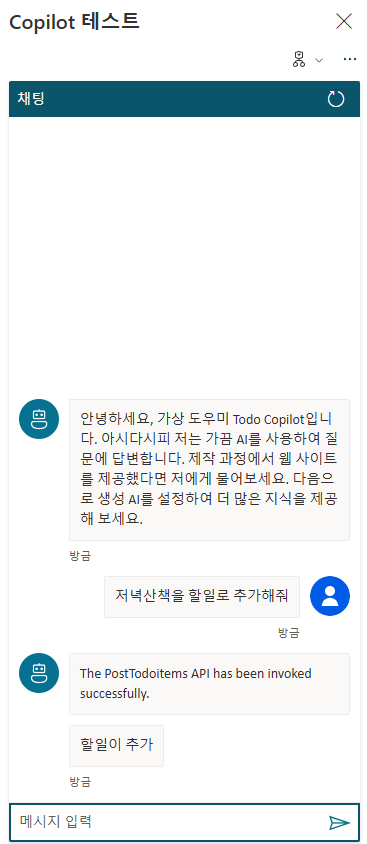 Copilot 테스트
채팅
안녕하세요, 가상 도우미 Todo Copilot입니
다. 아시다시피 저는 가끔 AI를 사용하여 질
문에 답변합니다. 제작 과정에서 웹 사이트
를 제공했다면 저에게 물어보세요. 다음으
로 생성 AI를 설정하여 더 많은 지식을 제공
해 보세요.
방금
저녁산책을 할일로 추가해줘
방금
The PostTodoitems API has been invoked
successfully.
할일이 추가
방금
메시지 입력